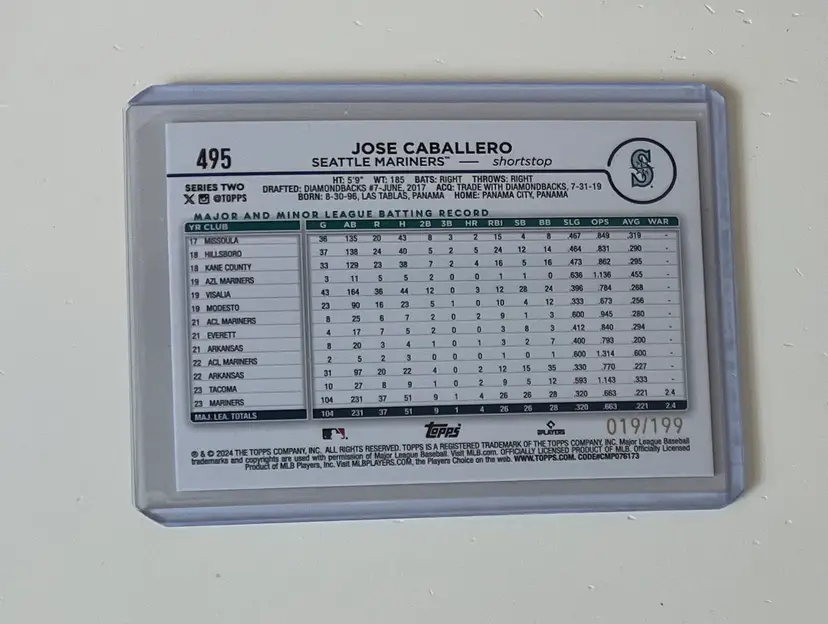 495
JOSE CABALLERO
SEATTLE MARINERS™ — shortstop
HT: 5'9" WT: 185 BATS: RIGHT THROWS: RIGHT
SERIES TWO DRAFTED: DIAMONDBACKS #7-JUNE, 2017 ACQ: TRADE WITH DIAMONDBACKS, 7-31-19
@TOPPS BORN: 8-30-96, LAS TABLAS, PANAMA HOME: PANAMA CITY, PANAMA
MAJOR AND MINOR LEAGUE BATTING RECORD
YR CLUB G AB R H 2B 3B HR RBI SB BB SLG OPS AVG WAR
17 MISSOULA 36 135 20 43 8 3 2 15 4 8 .467 .849 .319 -
18 HILLSBORO 37 138 24 40 5 2 5 24 12 14 .464 .831 .290 -
18 KANE COUNTY 33 129 23 38 7 2 4 16 5 16 .473 .862 .295 -
19 AZL MARINERS 3 11 5 5 2 0 0 1 0 1 .636 1.136 .455 -
19 VISALIA 43 164 36 44 12 0 3 12 28 24 .396 .784 .268 -
19 MODESTO 23 90 16 23 5 1 0 10 4 12 .333 .673 .256 -
21 ACL MARINERS 8 25 6 7 2 0 2 9 1 3 .600 .945 .280 -
21 EVERETT 4 17 7 5 2 0 0 3 8 3 .412 .840 .294 -
21 ARKANSAS 8 20 3 4 1 0 1 3 2 7 .400 .793 .200 -
22 ACL MARINERS 2 5 2 3 0 0 0 1 0 1 .600 1.314 .600 -
22 ARKANSAS 31 97 20 22 4 0 2 12 15 35 .330 .770 .227 -
23 TACOMA 10 27 8 9 1 0 2 9 5 12 .593 1.143 .333 -
23 MARINERS 104 231 37 51 9 1 4 26 26 28 .320 .663 .221 2.4
MAJ. LEA. TOTALS 104 231 37 51 9 1 4 26 26 28 .320 .663 .221 2.4
Topps PLAYERS 019/199
® & © 2024 THE TOPPS COMPANY, INC. ALL RIGHTS RESERVED. TOPPS IS A REGISTERED TRADEMARK OF THE TOPPS COMPANY, INC. Major League Baseball
trademarks and copyrights are used with permission of Major League Baseball. Visit MLB.com. OFFICIALLY LICENSED PRODUCT OF MLB. Officially Licensed
Product of MLB Players, Inc. Visit MLBPLAYERS.COM, the Players Choice on the web. WWW.TOPPS.COM. CODE#CMP076173